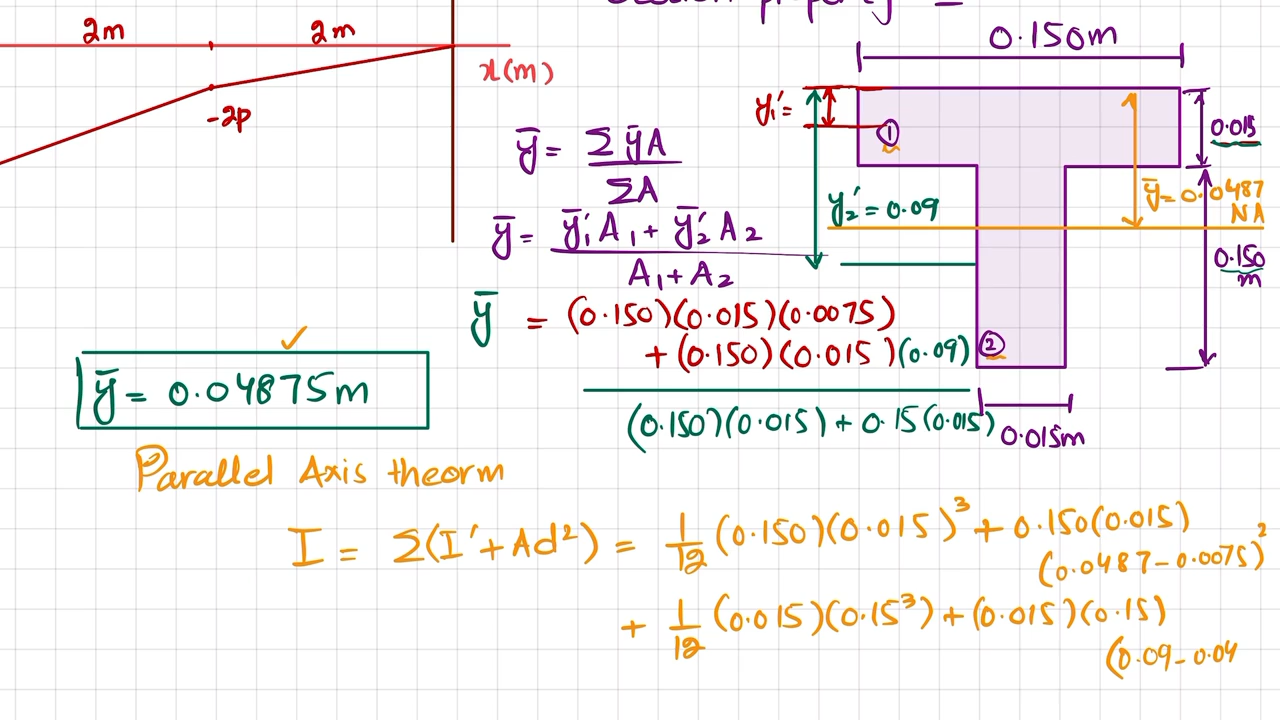 section property =
2m
2m
x(m)
-2p
0.150m
y₁' =
①
0.015
ȳ = ΣȳA / ΣA
y₂' = 0.09
ȳ = 0.0487
NA
ȳ = ȳ₁'A₁ + ȳ₂'A₂ / A₁ + A₂
0.150
m
ȳ = (0.150)(0.015)(0.0075)
+ (0.150)(0.015)(0.09)
②
(0.150)(0.015) + 0.15(0.015)
0.015m
ȳ = 0.04875m
Parallel Axis theorm
I = Σ(I' + Ad²) = 1/12 (0.150)(0.015)³ + 0.150(0.015)
(0.0487 - 0.0075)²
+ 1/12 (0.015)(0.15³) + (0.015)(0.15)
(0.09 - 0.04